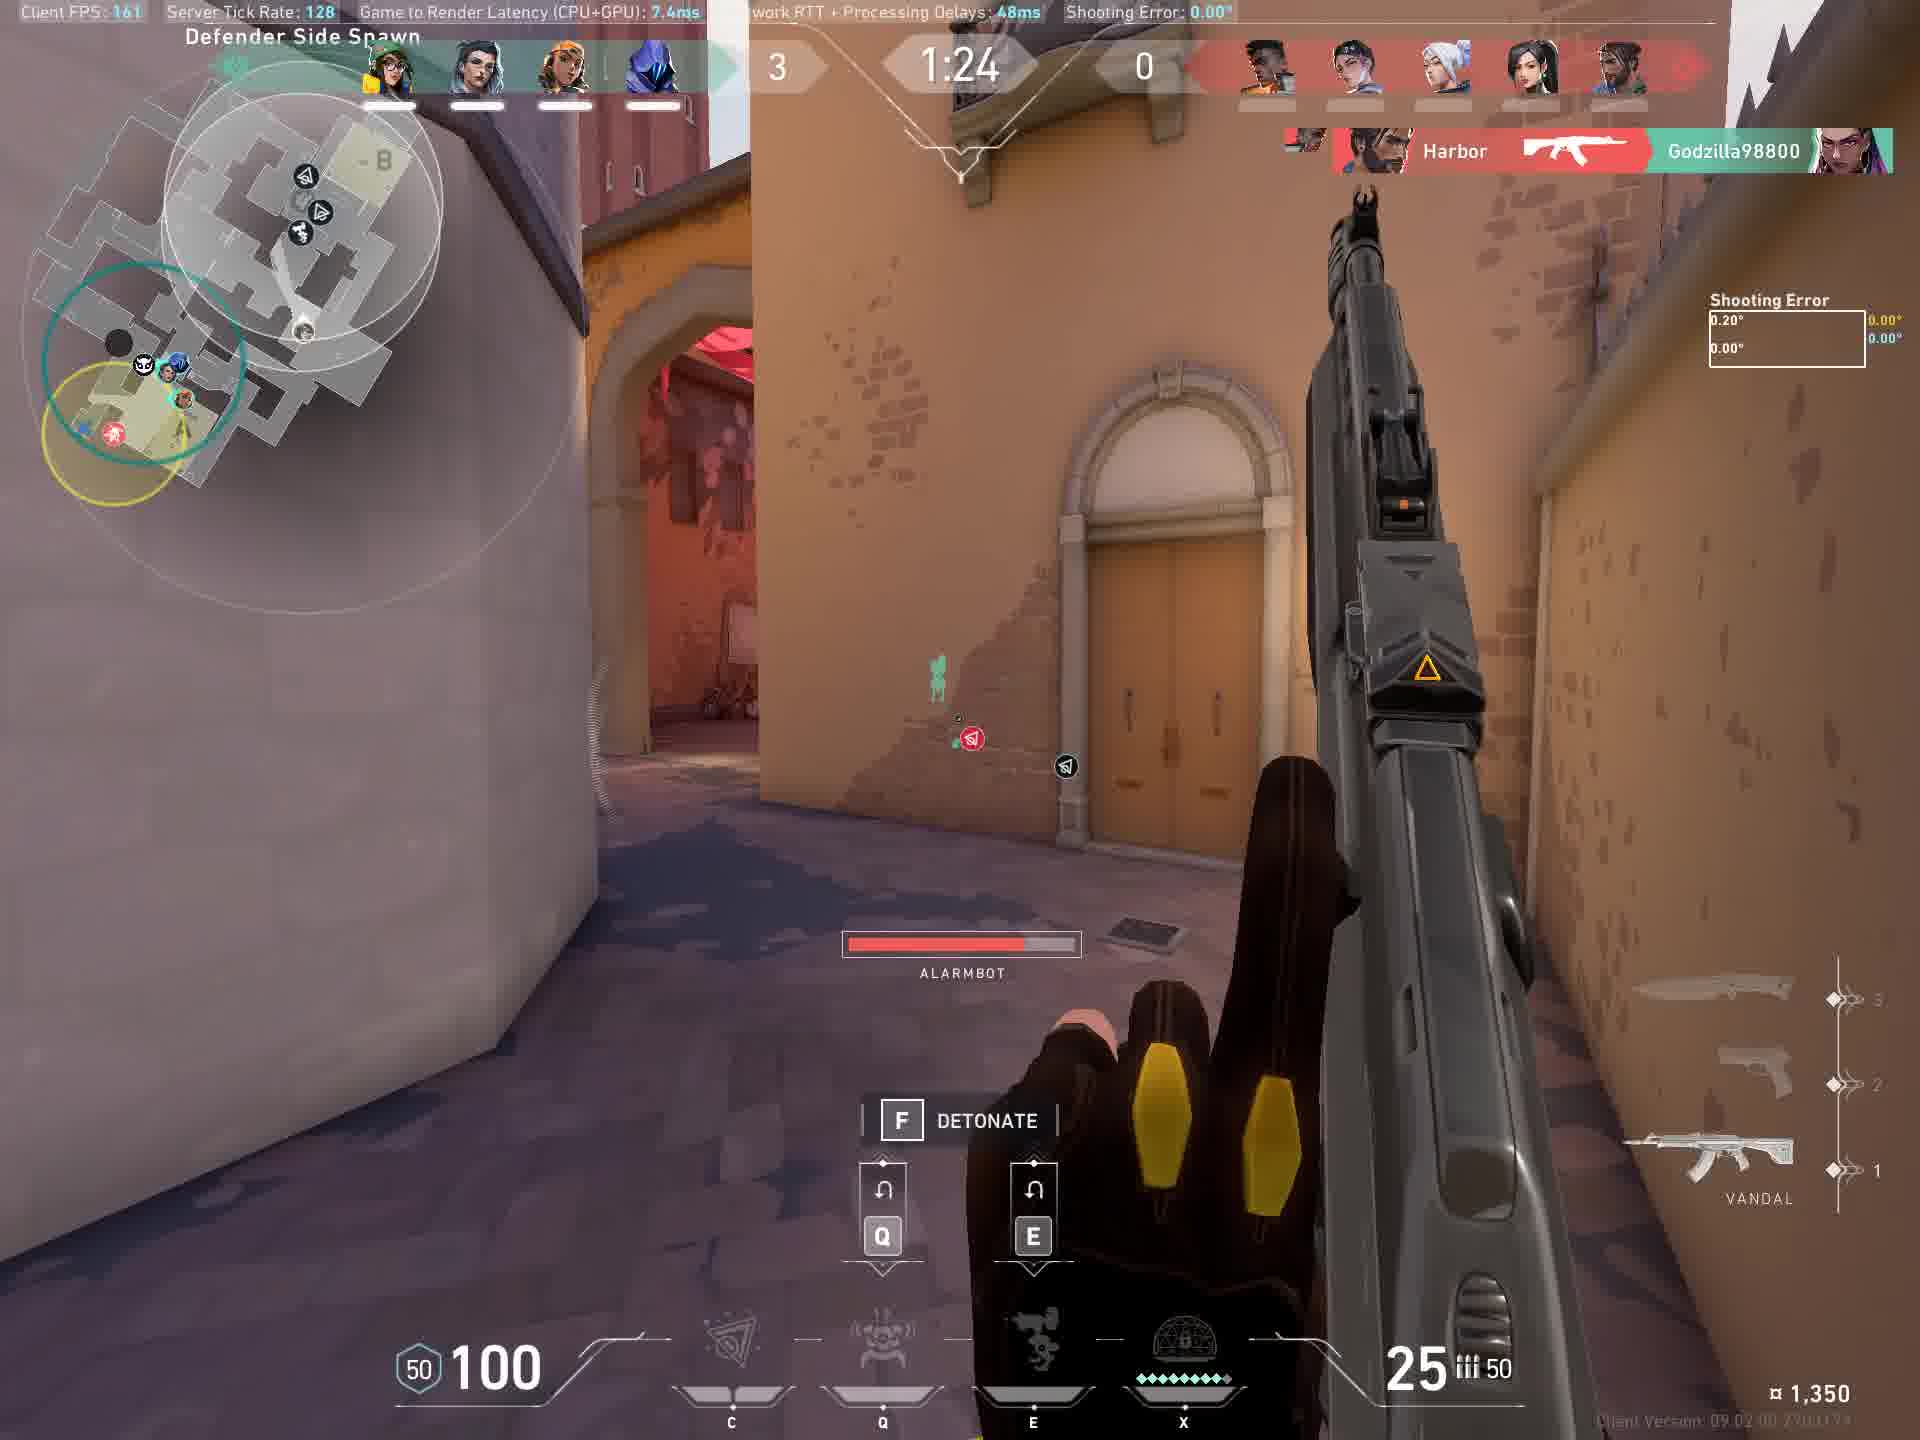 Client FPS: 161 Server Tick Rate: 128 Game to Render Latency (CPU+GPU): 7.4ms work RTT + Processing Delays: 48ms Shooting Error: 0.00°
Defender Side Spawn
3 1:24 0
B
Harbor Godzilla98800
Shooting Error
0.20° 0.00°
0.00° 0.00°
ALARMBOT
F DETONATE
Q E
3
2
1
VANDAL
50 100
25 50
C Q E X
¤ 1,350